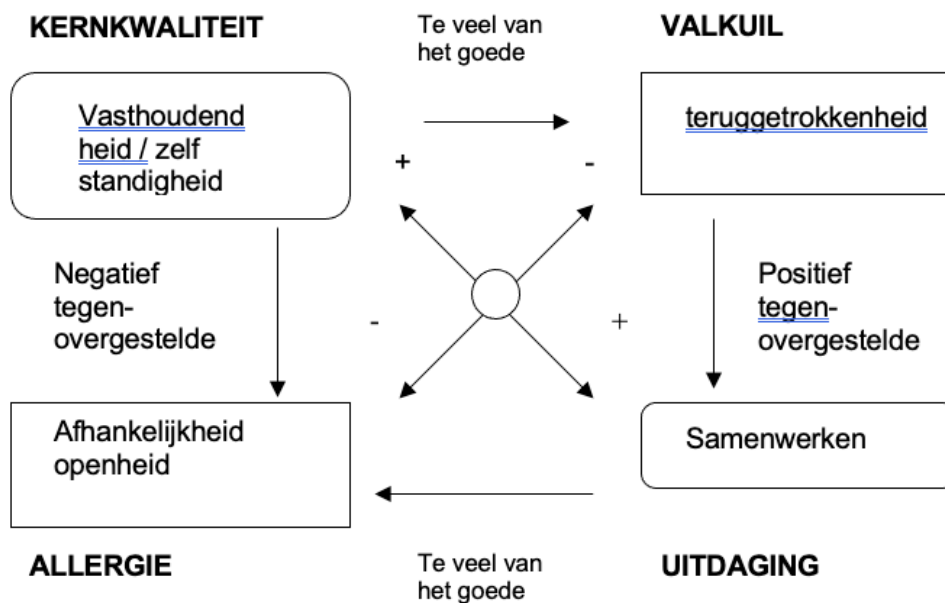 KERNKWALITEIT
Te veel van
het goede
VALKUIL
Vasthoudend
heid / zelf
standigheid
teruggetrokkenheid
+
-
Negatief
tegen-
overgestelde
Positief
tegen-
overgestelde
-
+
Afhankelijkheid
openheid
Samenwerken
ALLERGIE
Te veel van
het goede
UITDAGING